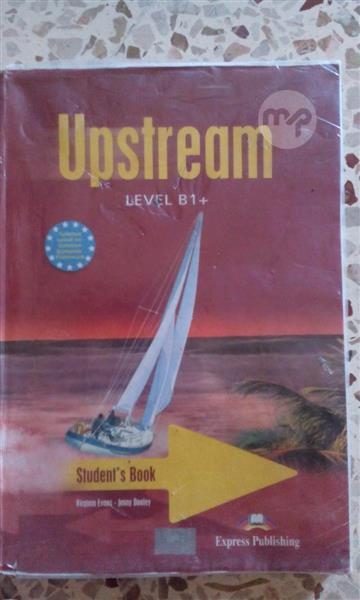 Upstream
LEVEL B1+
Student's Book
Virginia Evans - Jenny Dooley
Express Publishing